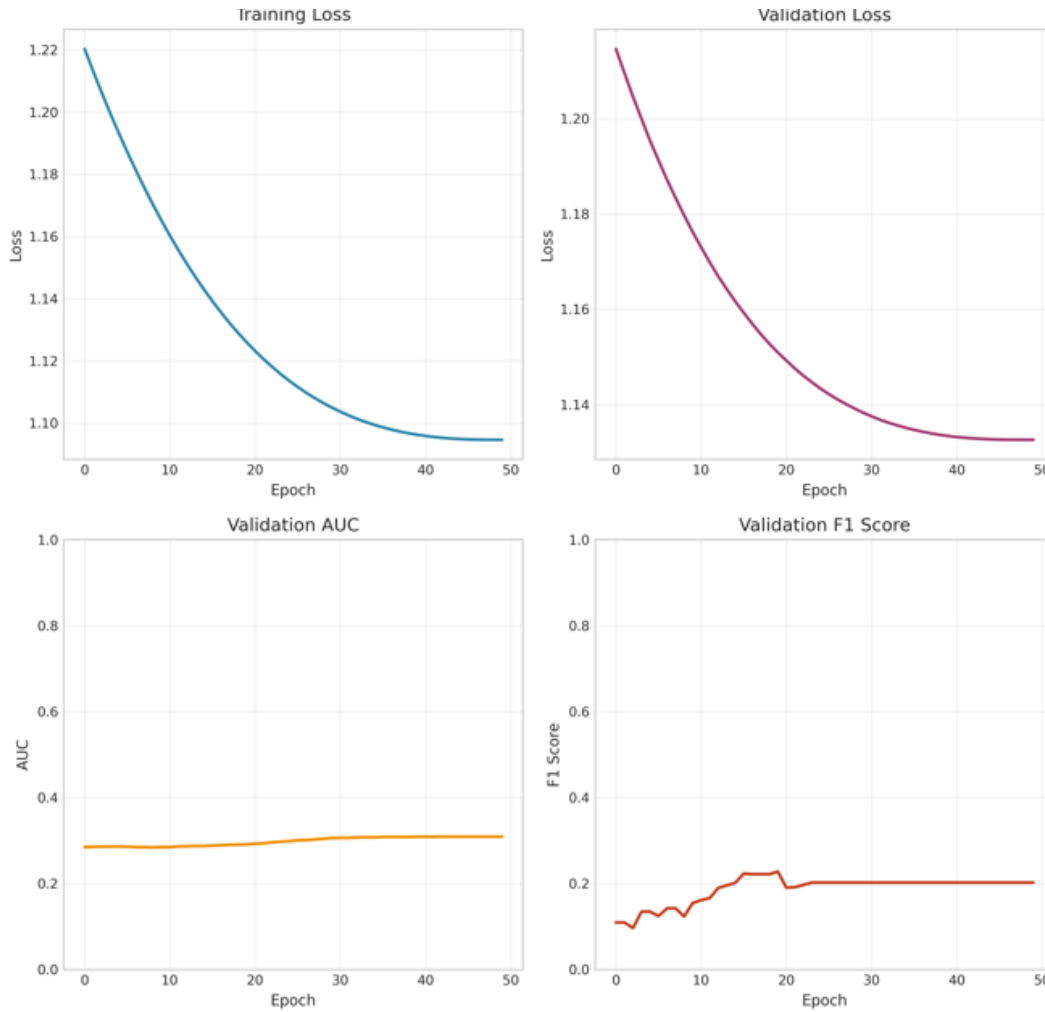 Training Loss
1.22
1.20
1.18
1.16
1.14
1.12
1.10
Loss
0 10 20 30 40 50
Epoch
Validation Loss
1.20
1.18
1.16
1.14
Loss
0 10 20 30 40 50
Epoch
Validation AUC
1.0
0.8
0.6
0.4
0.2
0.0
AUC
0 10 20 30 40 50
Epoch
Validation F1 Score
1.0
0.8
0.6
0.4
0.2
0.0
F1 Score
0 10 20 30 40 50
Epoch